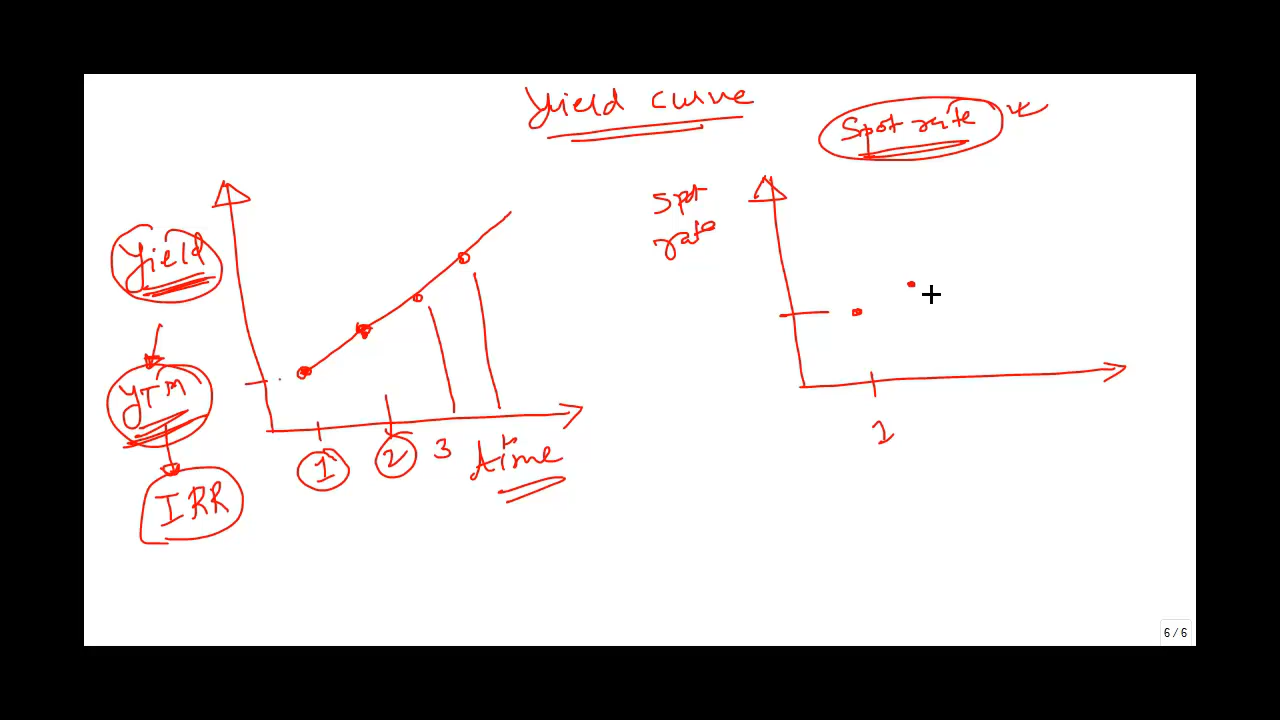 Yield curve
Spot rate
Spot
rate
Yield
YTM
IRR
1
2
3
time
1
6 / 6